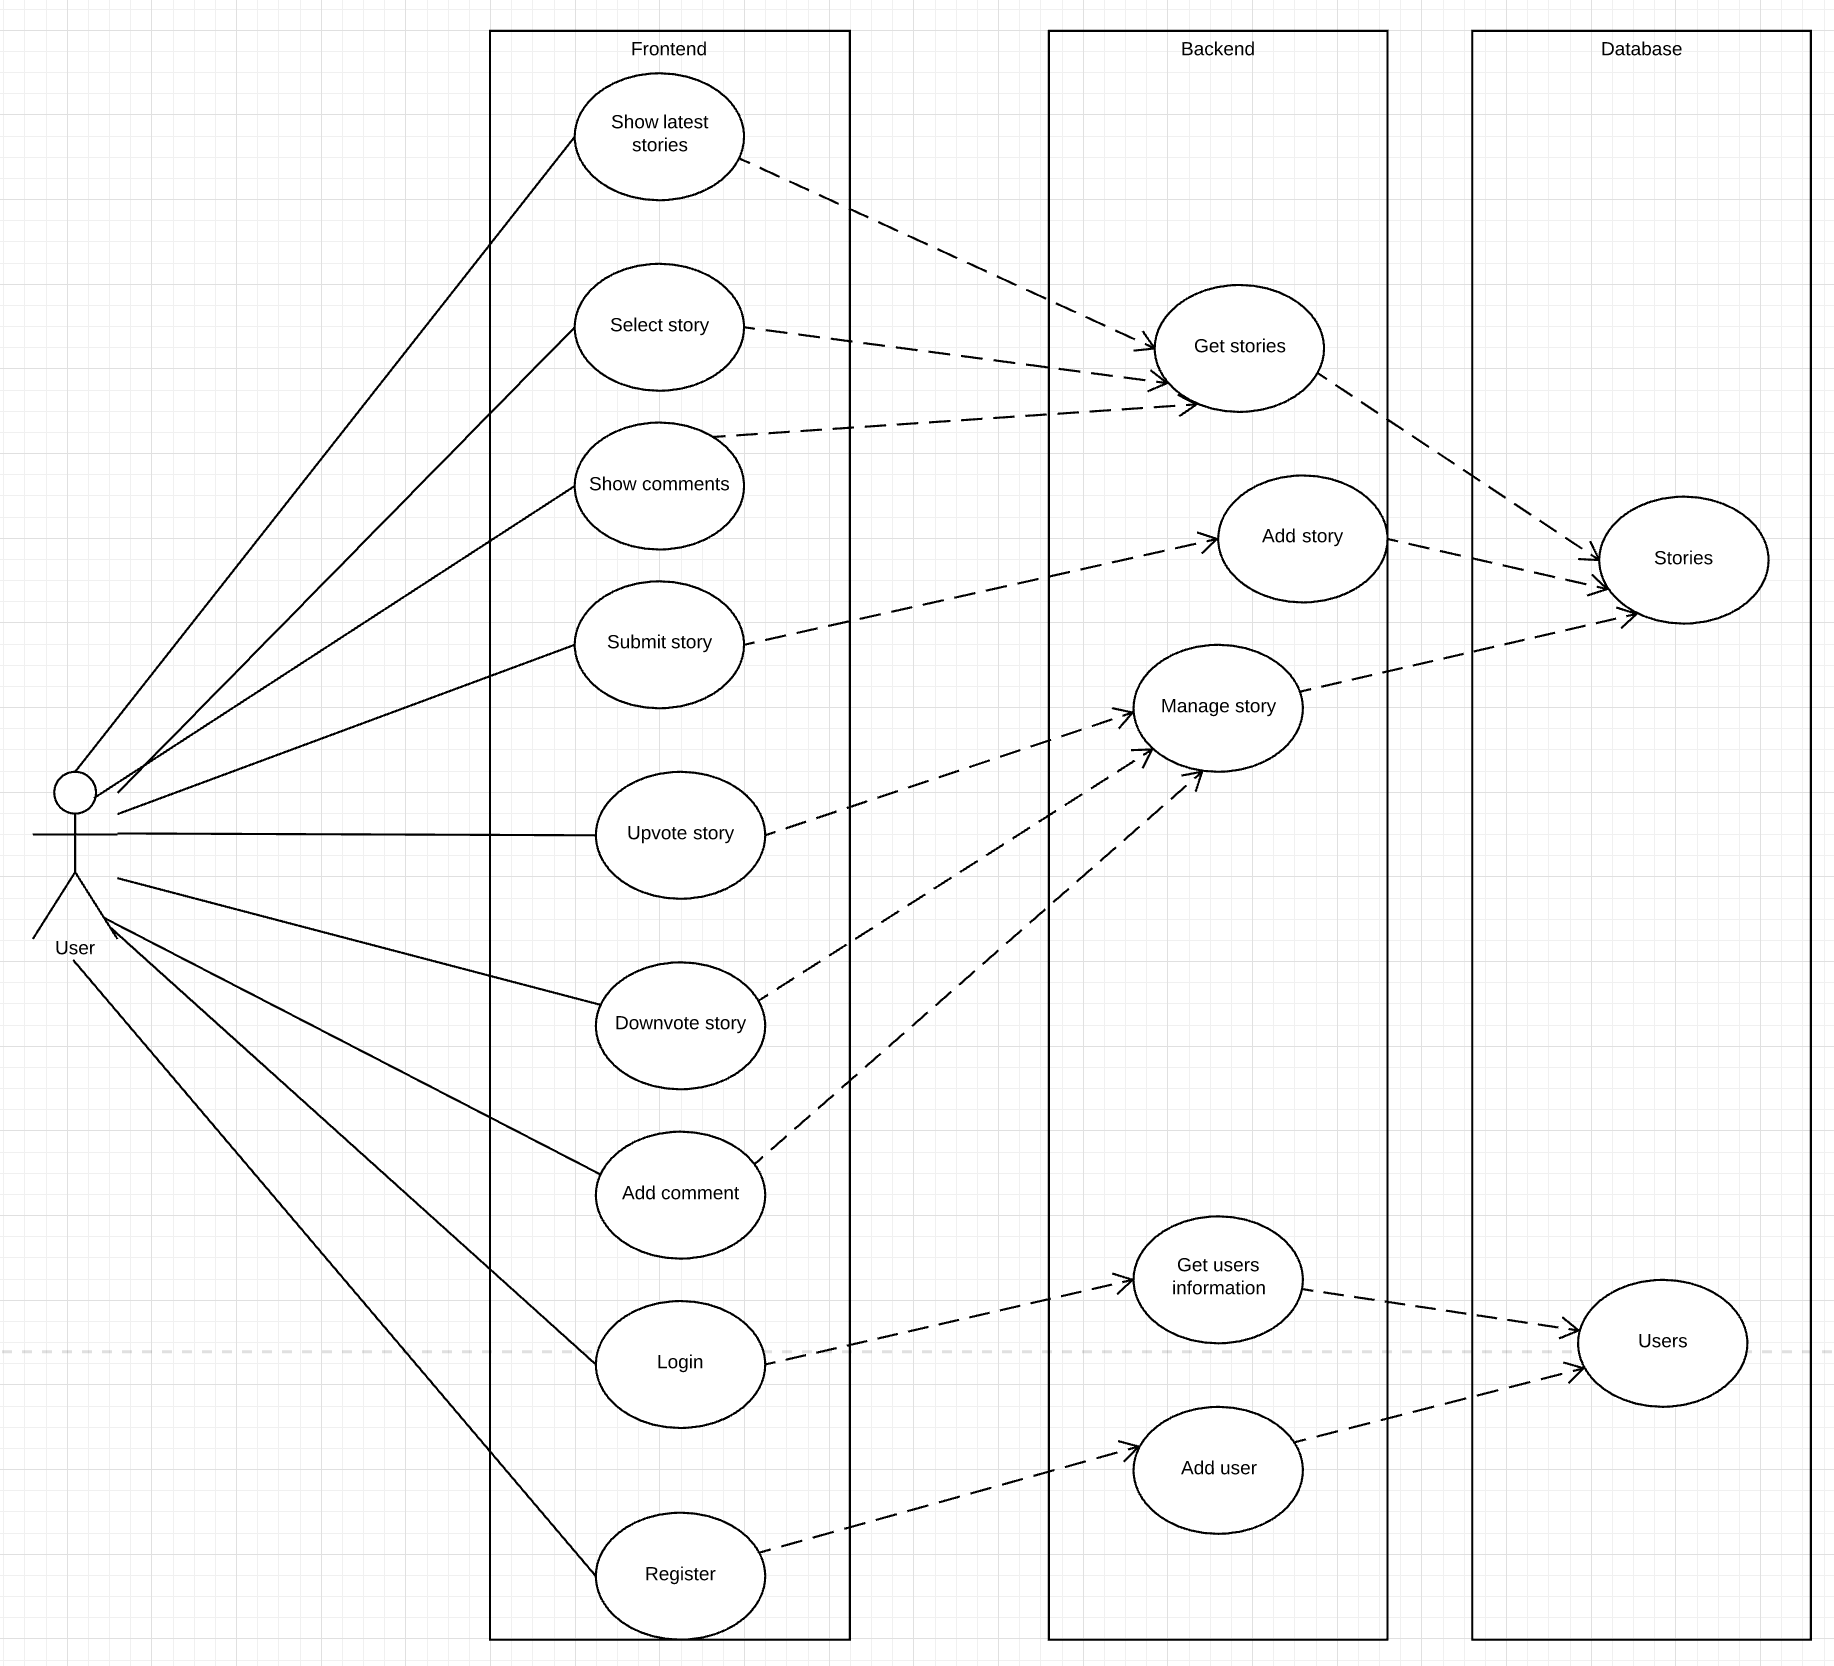 Frontend
Backend
Database
Show latest
stories
Select story
Get stories
Show comments
Add story
Stories
Submit story
Manage story
Upvote story
User
Downvote story
Add comment
Get users
information
Users
Login
Add user
Register